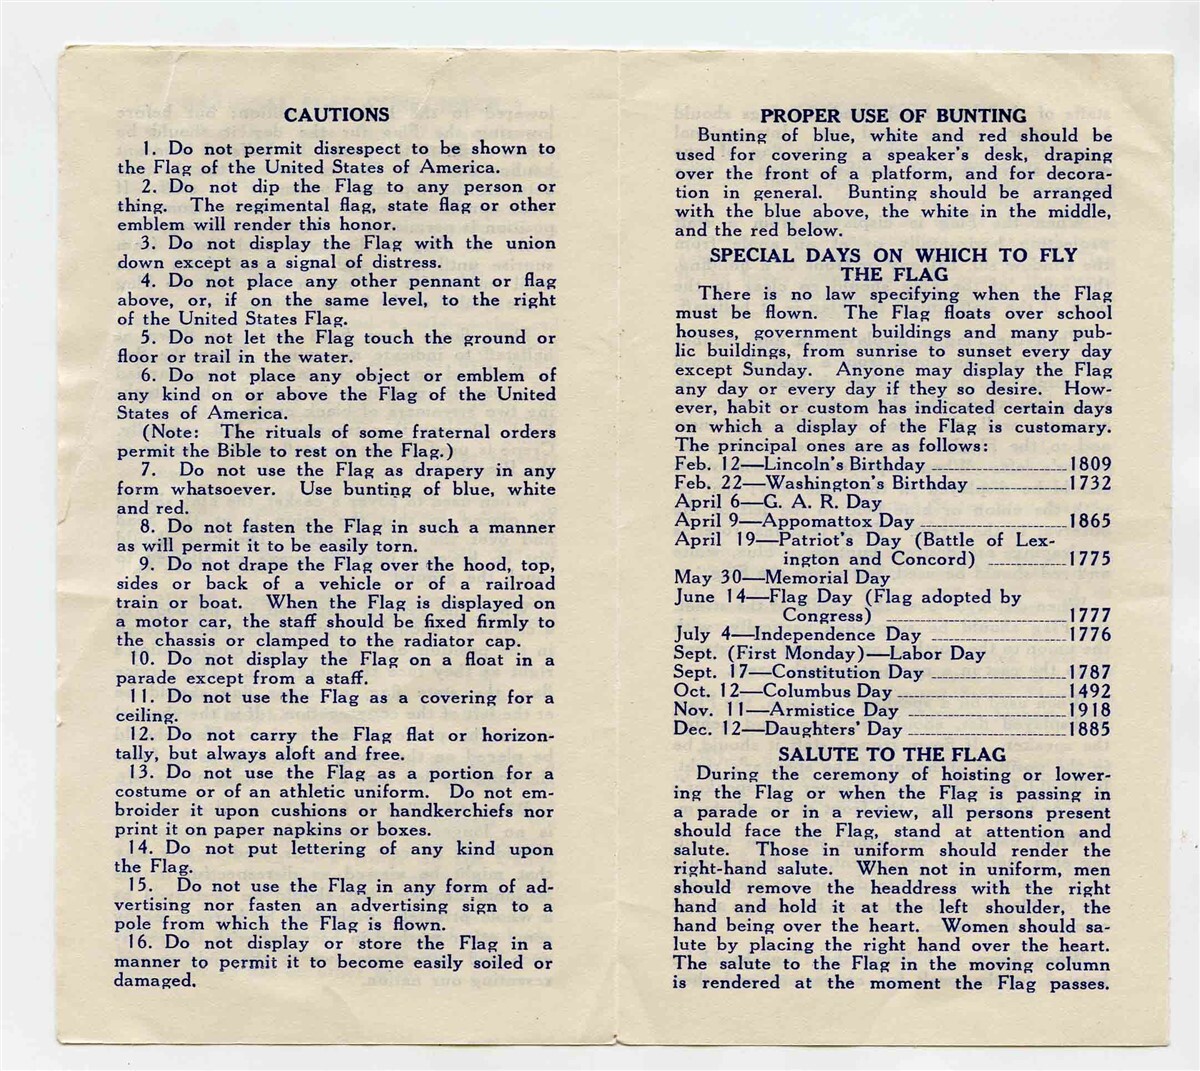 CAUTIONS
1. Do not permit disrespect to be shown to
the Flag of the United States of America.
2. Do not dip the Flag to any person or
thing. The regimental flag, state flag or other
emblem will render this honor.
3. Do not display the Flag with the union
down except as a signal of distress.
4. Do not place any other pennant or flag
above, or, if on the same level, to the right
of the United States Flag.
5. Do not let the Flag touch the ground or
floor or trail in the water.
6. Do not place any object or emblem of
any kind on or above the Flag of the United
States of America.
(Note: The rituals of some fraternal orders
permit the Bible to rest on the Flag.)
7. Do not use the Flag as drapery in any
form whatsoever. Use bunting of blue, white
and red.
8. Do not fasten the Flag in such a manner
as will permit it to be easily torn.
9. Do not drape the Flag over the hood, top,
sides or back of a vehicle or of a railroad
train or boat. When the Flag is displayed on
a motor car, the staff should be fixed firmly to
the chassis or clamped to the radiator cap.
10. Do not display the Flag on a float in a
parade except from a staff.
11. Do not use the Flag as a covering for a
ceiling.
12. Do not carry the Flag flat or horizon-
tally, but always aloft and free.
13. Do not use the Flag as a portion for a
costume or of an athletic uniform. Do not em-
broider it upon cushions or handkerchiefs nor
print it on paper napkins or boxes.
14. Do not put lettering of any kind upon
the Flag.
15. Do not use the Flag in any form of ad-
vertising nor fasten an advertising sign to a
pole from which the Flag is flown.
16. Do not display or store the Flag in a
manner to permit it to become easily soiled or
damaged.
PROPER USE OF BUNTING
Bunting of blue, white and red should be
used for covering a speaker's desk, draping
over the front of a platform, and for decora-
tion in general. Bunting should be arranged
with the blue above, the white in the middle,
and the red below.
SPECIAL DAYS ON WHICH TO FLY
THE FLAG
There is no law specifying when the Flag
must be flown. The Flag floats over school
houses, government buildings and many pub-
lic buildings, from sunrise to sunset every day
except Sunday. Anyone may display the Flag
any day or every day if they so desire. How-
ever, habit or custom has indicated certain days
on which a display of the Flag is customary.
The principal ones are as follows:
Feb. 12—Lincoln's Birthday 1809
Feb. 22—Washington's Birthday 1732
April 6—G. A. R. Day
April 9—Appomattox Day 1865
April 19—Patriot's Day (Battle of Lex-
ington and Concord) 1775
May 30—Memorial Day
June 14—Flag Day (Flag adopted by
Congress) 1777
July 4—Independence Day 1776
Sept. (First Monday)—Labor Day
Sept. 17—Constitution Day 1787
Oct. 12—Columbus Day 1492
Nov. 11—Armistice Day 1918
Dec. 12—Daughters' Day 1885
SALUTE TO THE FLAG
During the ceremony of hoisting or lower-
ing the Flag or when the Flag is passing in
a parade or in a review, all persons present
should face the Flag, stand at attention and
salute. Those in uniform should render the
right-hand salute. When not in uniform, men
should remove the headdress with the right
hand and hold it at the left shoulder, the
hand being over the heart. Women should sa-
lute by placing the right hand over the heart.
The salute to the Flag in the moving column
is rendered at the moment the Flag passes.